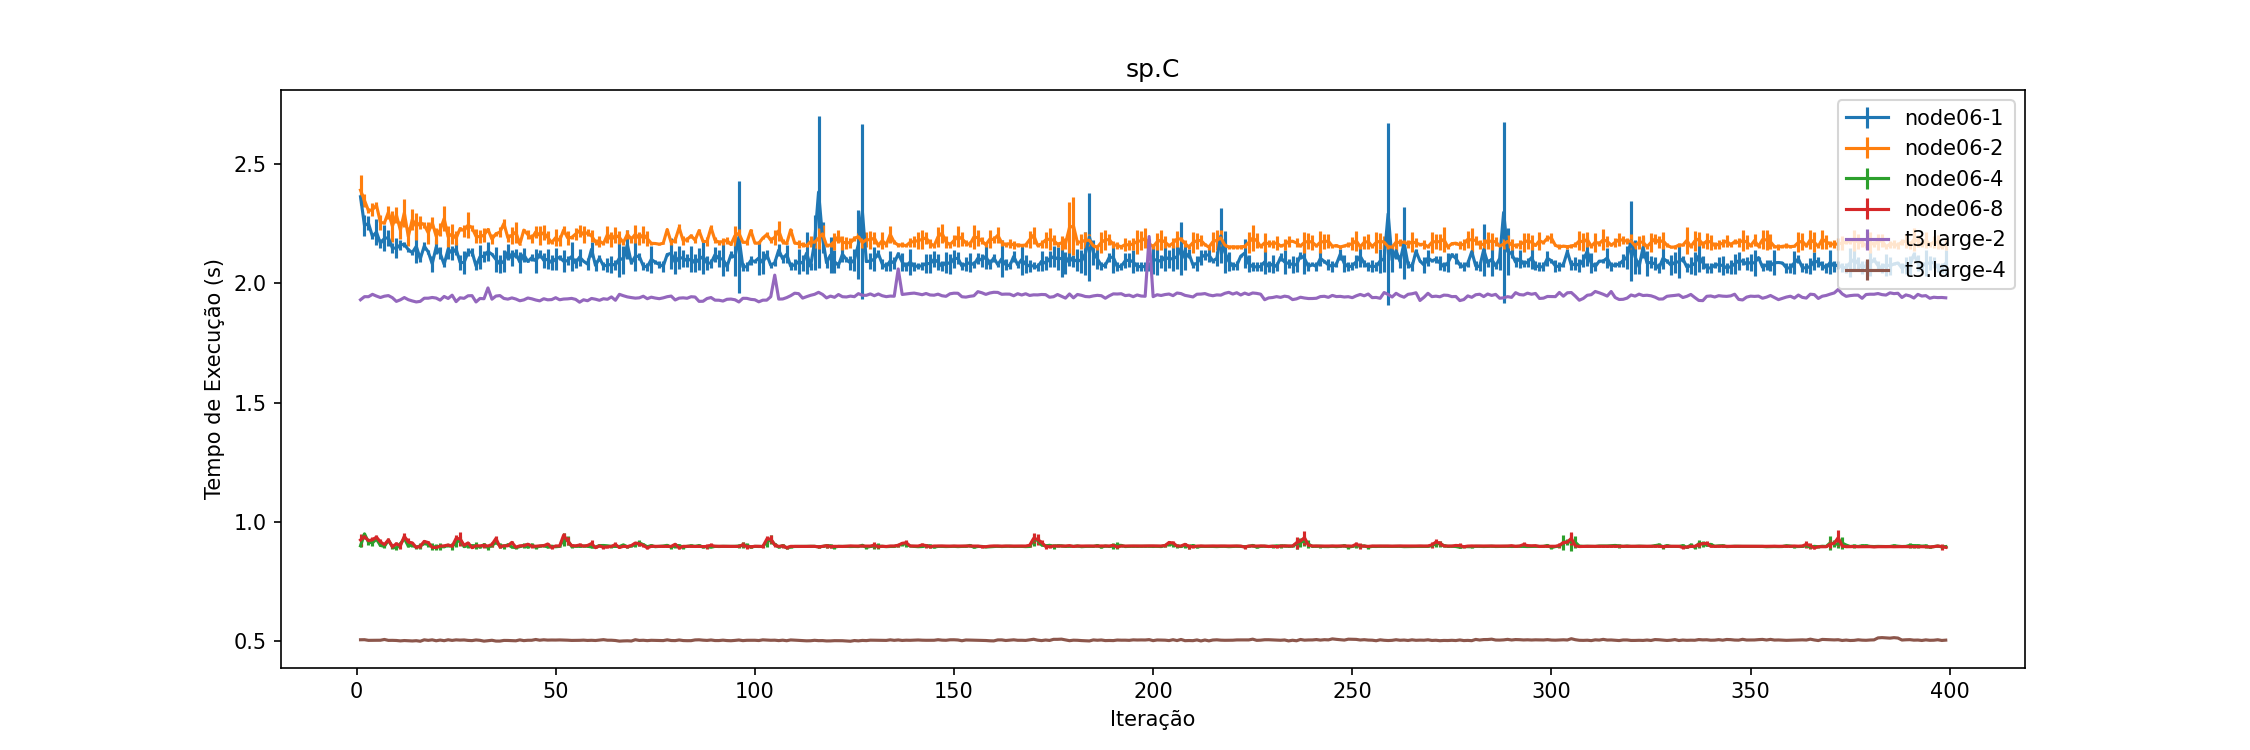 sp.C
node06-1
node06-2
node06-4
node06-8
t3.large-2
t3.large-4
Tempo de Execução (s)
2.5
2.0
1.5
1.0
0.5
0 50 100 150 200 250 300 350 400
Iteração